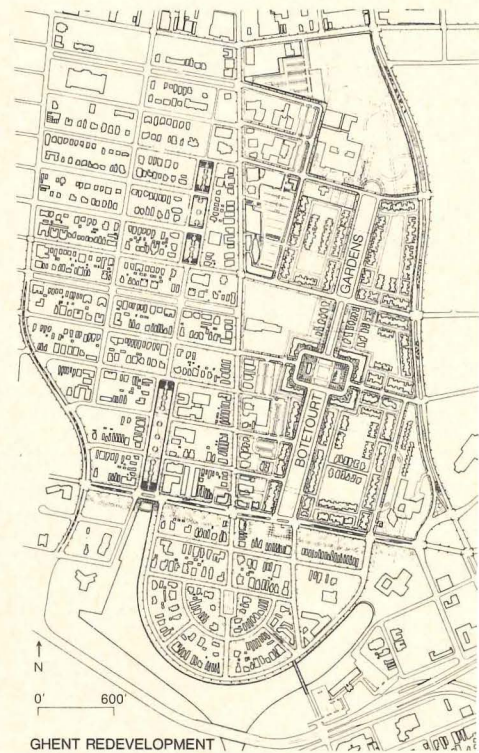 GARDENS
BOTETOURT
N
0' 600'
GHENT REDEVELOPMENT